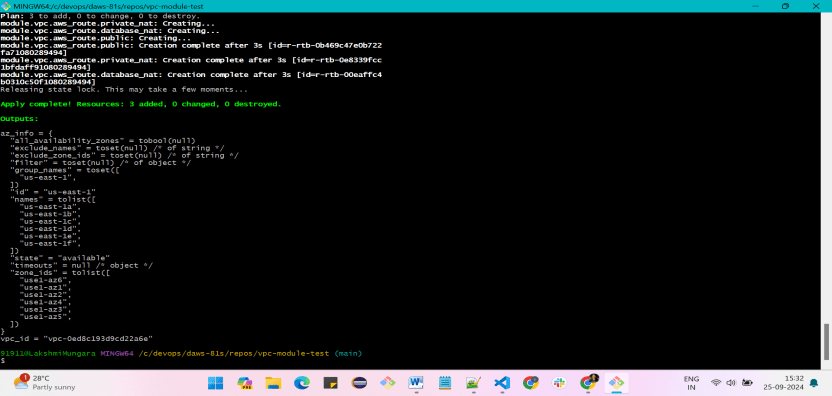 MINGW64:/c/devops/daws-81s/repos/vpc-module-test
Plan: 3 to add, 0 to change, 0 to destroy.
module.vpc.aws_route.private_nat: Creating...
module.vpc.aws_route.database_nat: Creating...
module.vpc.aws_route.public: Creating...
module.vpc.aws_route.public: Creation complete after 3s [id=r-rtb-0b469c47e0b722
fa71080289494]
module.vpc.aws_route.private_nat: Creation complete after 3s [id=r-rtb-0e8339fcc
1bfdaff91080289494]
module.vpc.aws_route.database_nat: Creation complete after 3s [id=r-rtb-00eaffc4
b0310c50f1080289494]
Releasing state lock. This may take a few moments...
Apply complete! Resources: 3 added, 0 changed, 0 destroyed.
Outputs:
az_info = {
"all_availability_zones" = tobool(null)
"exclude_names" = toset(null) /* of string */
"exclude_zone_ids" = toset(null) /* of string */
"filter" = toset(null) /* of object */
"group_names" = toset([
"us-east-1",
])
"id" = "us-east-1"
"names" = tolist([
"us-east-1a",
"us-east-1b",
"us-east-1c",
"us-east-1d",
"us-east-1e",
"us-east-1f",
])
"state" = "available"
"timeouts" = null /* object */
"zone_ids" = tolist([
"use1-az6",
"use1-az1",
"use1-az2",
"use1-az4",
"use1-az3",
"use1-az5",
])
}
vpc_id = "vpc-0ed8c193d9cd22a6e"
91911@LakshmiMungara MINGW64 /c/devops/daws-81s/repos/vpc-module-test (main)
$
1
28°C
Partly sunny
ENG
IN
15:32
25-09-2024